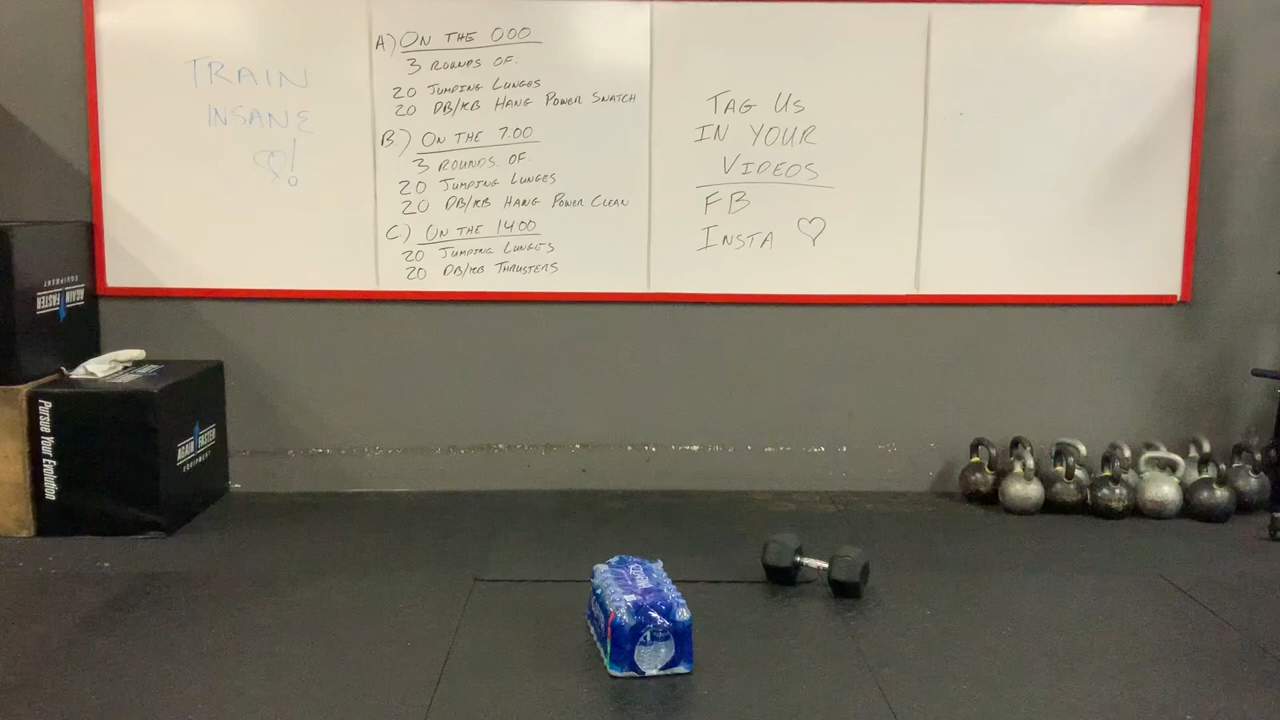 TRAIN
INSANE
♡!
A) ON THE 000
3 ROUNDS OF.
20 JUMPING LUNGES
20 DB/KB HANG POWER SNATCH
B.) ON THE 7:00
3 ROUNDS OF
20 JUMPING LUNGES
20 DB/KB HANG POWER CLEAN
C.) ON THE 1400
20 JUMPING LUNGES
20 DB/KB THRUSTERS
TAG US
IN YOUR
VIDEOS
FB
INSTA ♡
AGAIN FASTER
EQUIPMENT
Pursue Your Evolution
AGAIN FASTER
EQUIPMENT